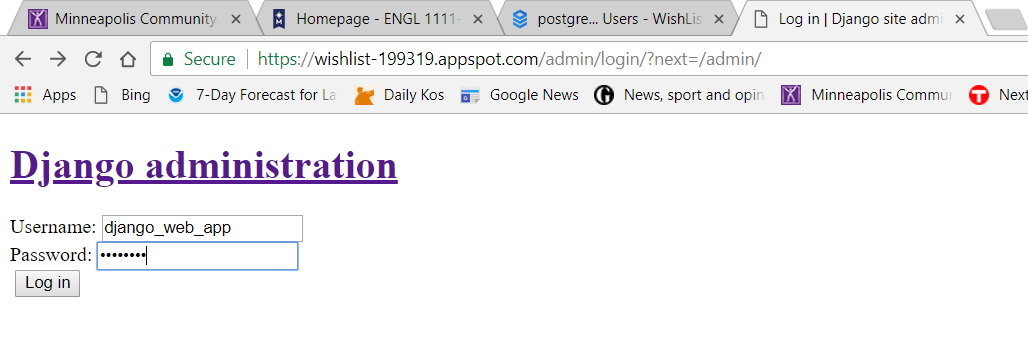 Minneapolis Community
Homepage - ENGL 1111-
postgre... Users - WishLis
Log in | Django site admi
Secure https://wishlist-199319.appspot.com/admin/login/?next=/admin/
Apps Bing 7-Day Forecast for La Daily Kos Google News News, sport and opin Minneapolis Commu Next
Django administration
Username: django_web_app
Password: ••••••••
Log in